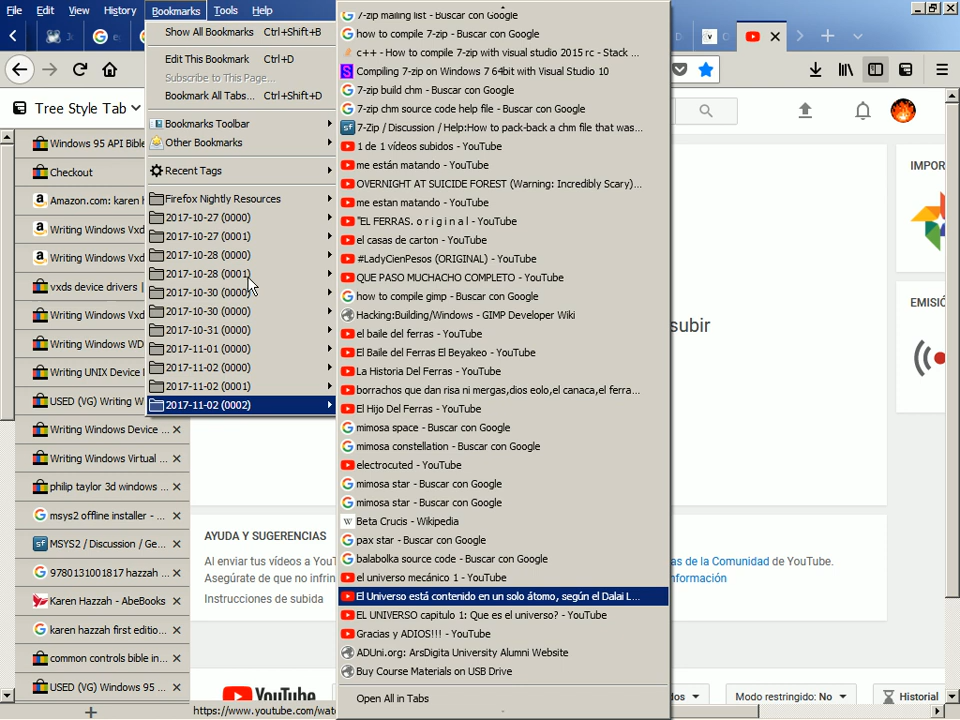 File Edit View History Bookmarks Tools Help
Tree Style Tab
Windows 95 API Bible
Checkout
Amazon.com: karen h
Writing Windows Vxd
Writing Windows Vxd
vxds device drivers |
Writing Windows Vxd
Writing Windows WD
Writing UNIX Device I
USED (VG) Writing W
Writing Windows Device ...
Writing Windows Virtual ...
philip taylor 3d windows ...
msys2 offline installer - ...
MSYS2 / Discussion / Ge...
9780131001817 hazzah ...
Karen Hazzah - AbeBooks
karen hazzah first editio...
common controls bible in...
USED (VG) Windows 95 ...
Show All Bookmarks Ctrl+Shift+B
Edit This Bookmark Ctrl+D
Subscribe to This Page...
Bookmark All Tabs... Ctrl+Shift+D
Bookmarks Toolbar
Other Bookmarks
Recent Tags
Firefox Nightly Resources
2017-10-27 (0000)
2017-10-27 (0001)
2017-10-28 (0000)
2017-10-28 (0001)
2017-10-30 (0000)
2017-10-30 (0000)
2017-10-31 (0000)
2017-11-01 (0000)
2017-11-02 (0000)
2017-11-02 (0001)
2017-11-02 (0002)
7-zip mailing list - Buscar con Google
how to compile 7-zip - Buscar con Google
c++ - How to compile 7-zip with visual studio 2015 rc - Stack ...
Compiling 7-zip on Windows 7 64bit with Visual Studio 10
7-zip build chm - Buscar con Google
7-zip chm source code help file - Buscar con Google
7-Zip / Discussion / Help:How to pack-back a chm file that was...
1 de 1 vídeos subidos - YouTube
me están matando - YouTube
OVERNIGHT AT SUICIDE FOREST (Warning: Incredibly Scary)...
me estan matando - YouTube
"EL FERRAS. o r i g i n a l - YouTube
el casas de carton - YouTube
#LadyCienPesos (ORIGINAL) - YouTube
QUE PASO MUCHACHO COMPLETO - YouTube
how to compile gimp - Buscar con Google
Hacking:Building/Windows - GIMP Developer Wiki
el baile del ferras - YouTube
El Baile del Ferras El Beyakeo - YouTube
La Historia Del Ferras - YouTube
borrachos que dan risa ni mergas,dios eolo,el canaca,el ferra...
El Hijo Del Ferras - YouTube
mimosa space - Buscar con Google
mimosa constellation - Buscar con Google
electrocuted - YouTube
mimosa star - Buscar con Google
mimosa star - Buscar con Google
Beta Crucis - Wikipedia
pax star - Buscar con Google
balabolka source code - Buscar con Google
el universo mecánico 1 - YouTube
El Universo está contenido en un solo átomo, según el Dalai L...
EL UNIVERSO capitulo 1: Que es el universo? - YouTube
Gracias y ADIOS!!! - YouTube
ADUni.org: ArsDigita University Alumni Website
Buy Course Materials on USB Drive
Open All in Tabs
IMPOR
EMISIÓ
subir
AYUDA Y SUGERENCIAS
Al enviar tus vídeos a YouTu
Asegúrate de que no infrin
Instrucciones de subida
as de la Comunidad de YouTube.
nformación
YouTube
dos
Modo restringido: No
Historial
https://www.youtube.com/wat